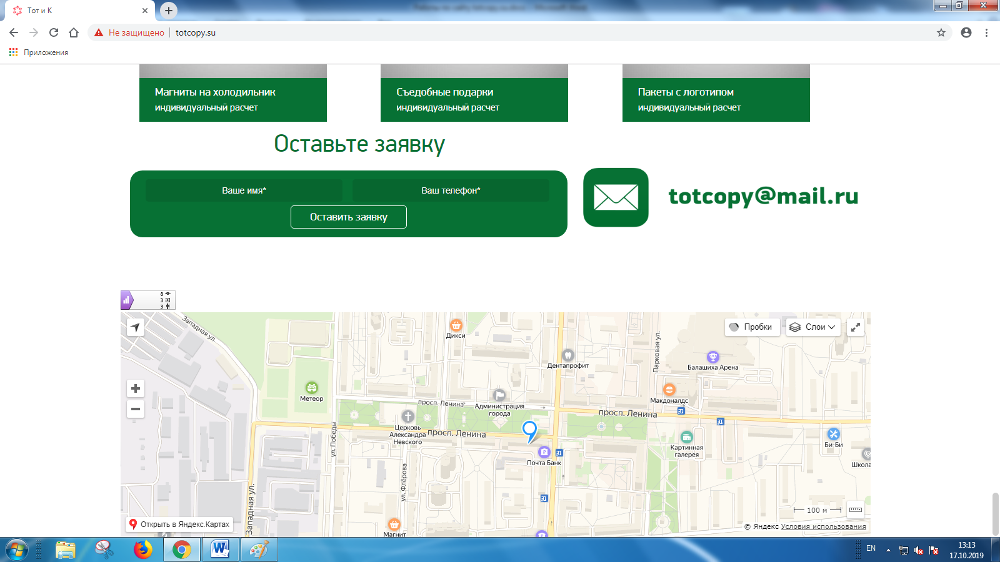 Тот и К
Не защищено
totcopy.su
Приложения
Магниты на холодильник
индивидуальный расчет
Съедобные подарки
индивидуальный расчет
Пакеты с логотипом
индивидуальный расчет
Оставьте заявку
Ваше имя*
Ваш телефон*
Оставить заявку
totcopy@mail.ru
8
3
3
Западная ул.
Дикси
Пробки
Слои
Дентапрофит
Парковая ул.
Балашиха Арена
Метеор
просп. Ленина
Администрация
города
Макдоналдс
просп. Ленина
Церковь
Александра
Невского
просп. Ленина
ул. Победы
Почта Банк
Картинная
галерея
Би-Би
Школа
ул. Флёрова
Западная ул.
100 м
Открыть в Яндекс.Картах
Магнит
© Яндекс Условия использования
EN
13:13
17.10.2019